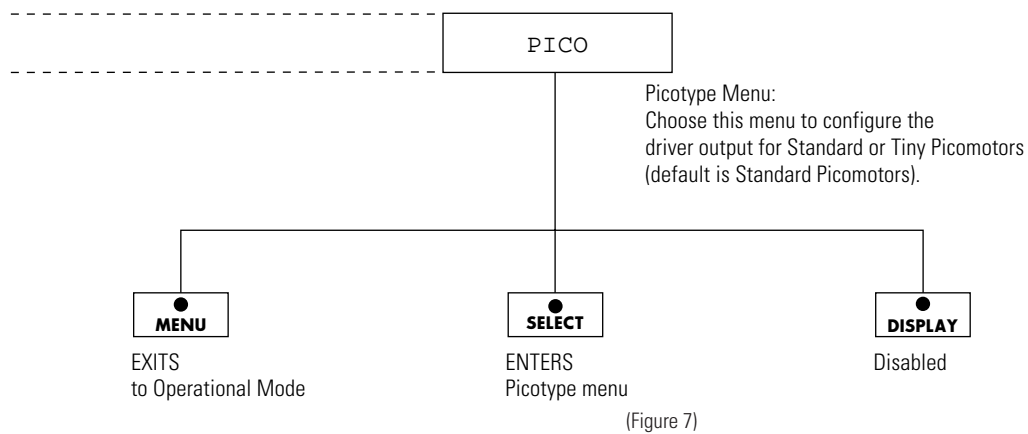 PICO
Picotype Menu:
Choose this menu to configure the
driver output for Standard or Tiny Picomotors
(default is Standard Picomotors).
MENU
SELECT
DISPLAY
EXITS
to Operational Mode
ENTERS
Picotype menu
Disabled
(Figure 7)